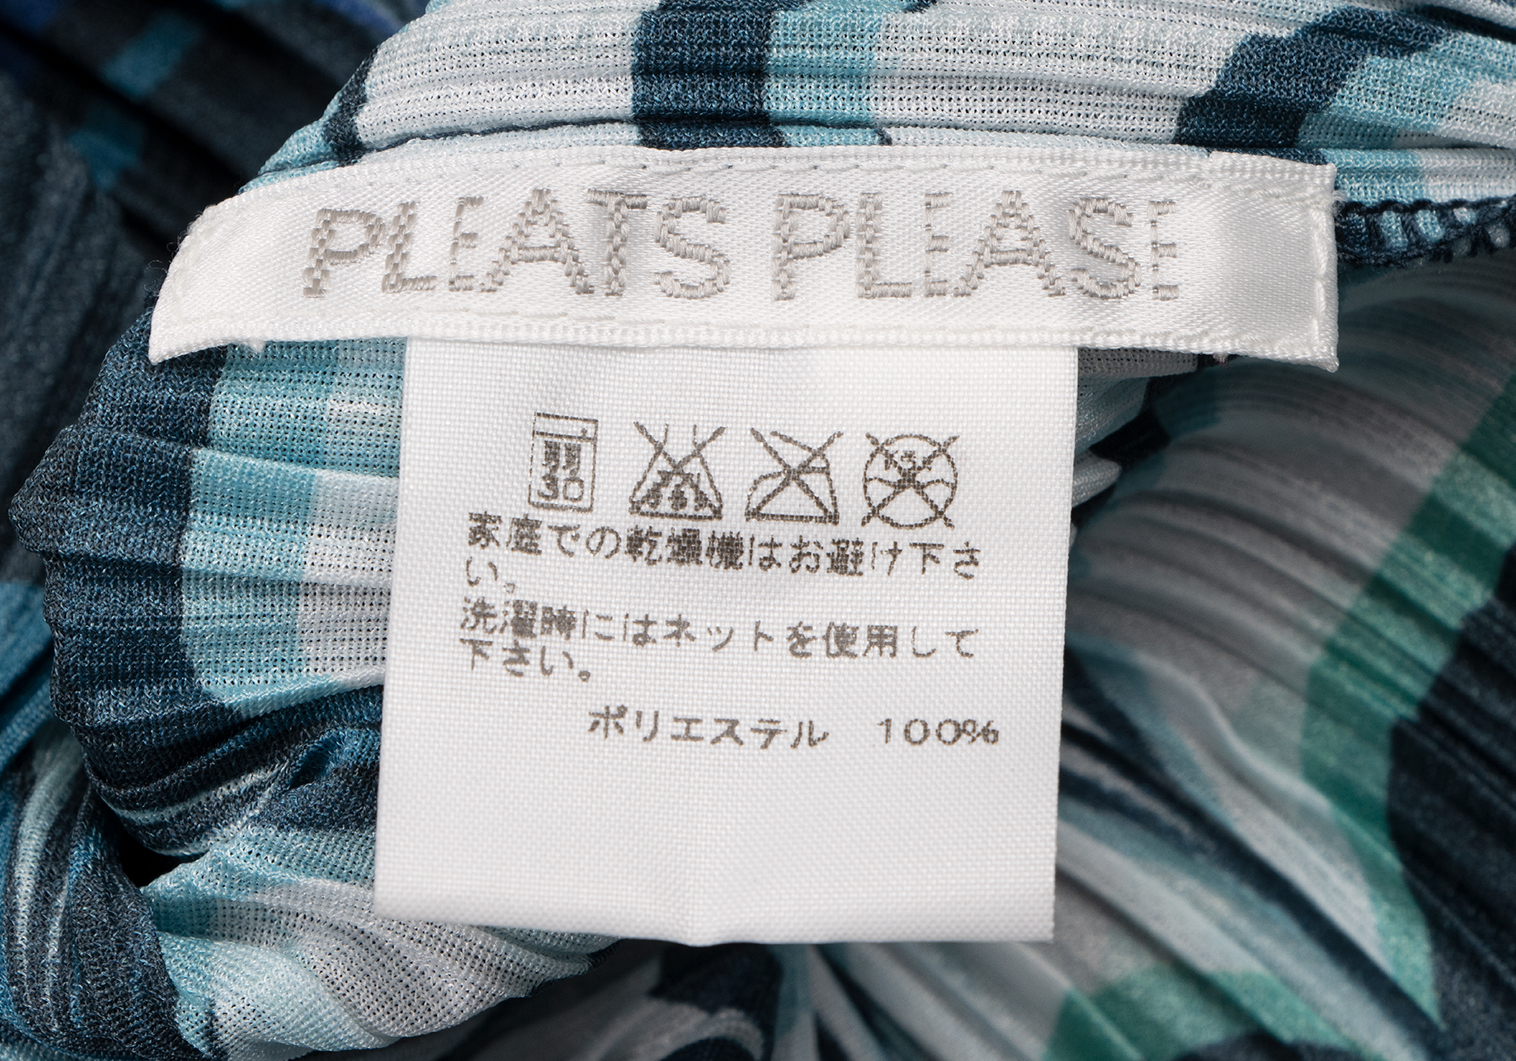 PLEATS PLEASE
弱
30
家庭での乾燥機はお避け下さ
い。
洗濯時にはネットを使用して
下さい。
ポリエステル 100%